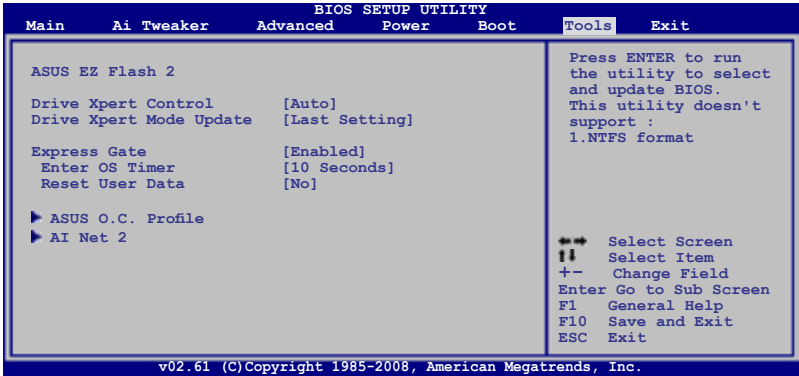 BIOS SETUP UTILITY
Main Ai Tweaker Advanced Power Boot Tools Exit
ASUS EZ Flash 2
Drive Xpert Control [Auto]
Drive Xpert Mode Update [Last Setting]
Express Gate [Enabled]
Enter OS Timer [10 Seconds]
Reset User Data [No]
ASUS O.C. Profile
AI Net 2
Press ENTER to run
the utility to select
and update BIOS.
This utility doesn't
support :
1.NTFS format
Select Screen
Select Item
+- Change Field
Enter Go to Sub Screen
F1 General Help
F10 Save and Exit
ESC Exit
v02.61 (C)Copyright 1985-2008, American Megatrends, Inc.